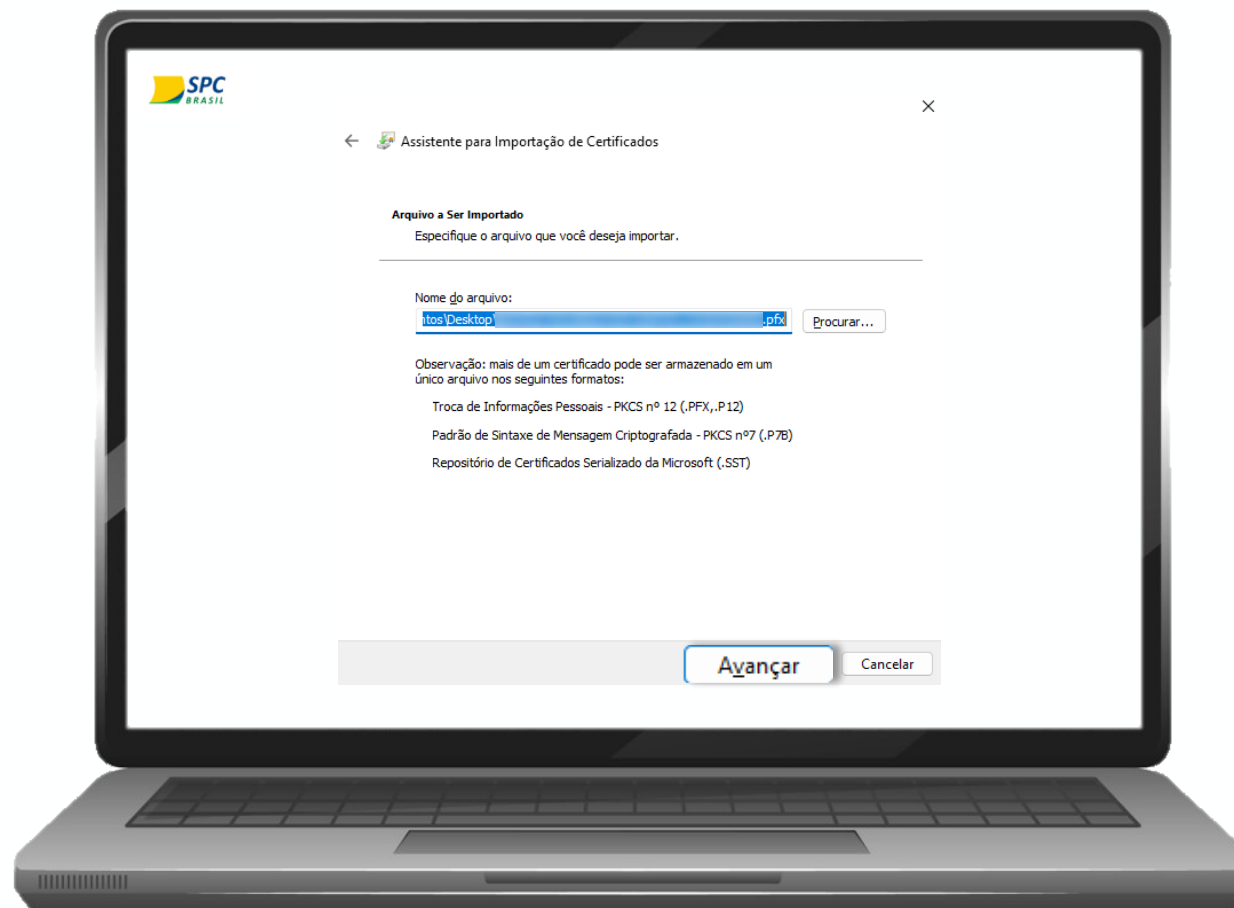 SPC
BRASIL
Assistente para Importação de Certificados
Arquivo a Ser Importado
Especifique o arquivo que você deseja importar.
Nome do arquivo:
ntos\Desktop\ .pfx
Procurar...
Observação: mais de um certificado pode ser armazenado em um
único arquivo nos seguintes formatos:
Troca de Informações Pessoais - PKCS nº 12 (.PFX,.P12)
Padrão de Sintaxe de Mensagem Criptografada - PKCS nº7 (.P7B)
Repositório de Certificados Serializado da Microsoft (.SST)
Avançar
Cancelar